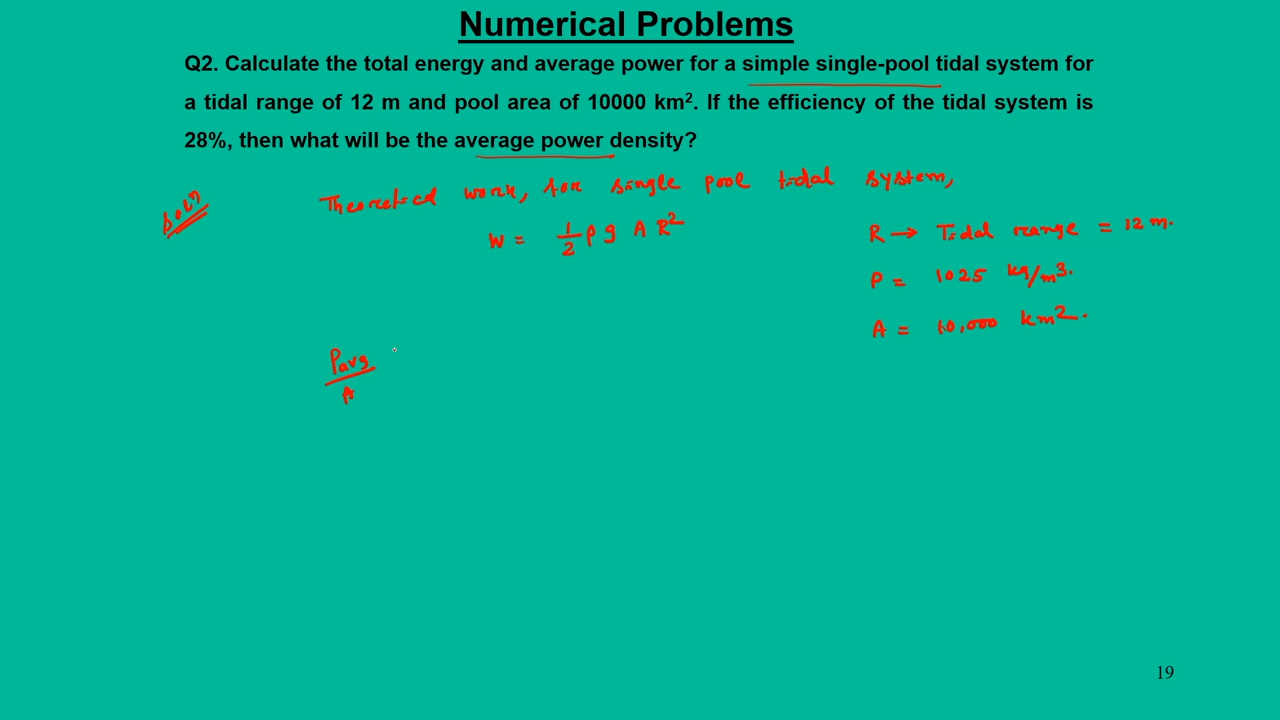 Numerical Problems
Q2. Calculate the total energy and average power for a simple single-pool tidal system for
a tidal range of 12 m and pool area of 10000 km². If the efficiency of the tidal system is
28%, then what will be the average power density?
Soln
Theoretical work, for single pool tidal system,
W = 1/2 ρ g A R²
R → Tidal range = 12 m.
ρ = 1025 kg/m³.
A = 10,000 km².
Pavg
A
19